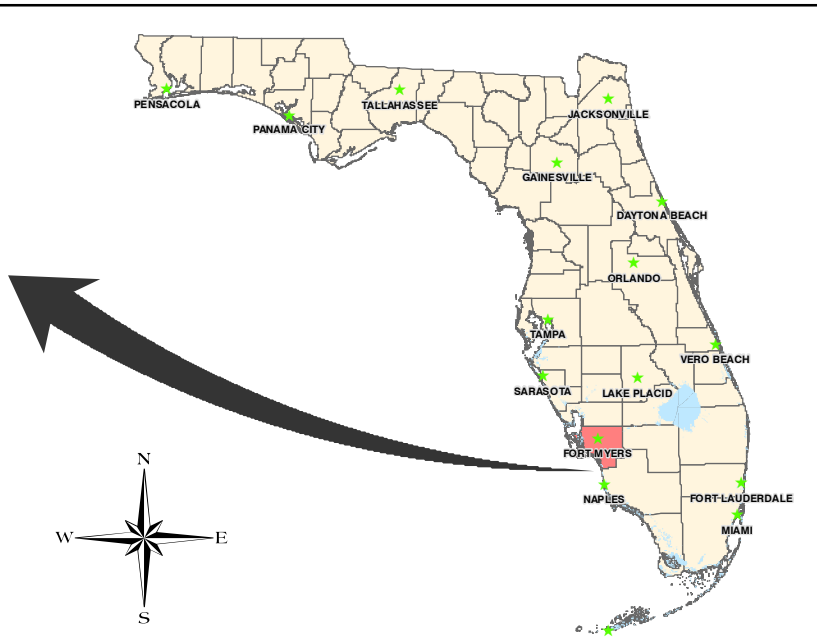 PENSACOLA
TALLAHASSEE
PANAMA CITY
JACKSONVILLE
GAINESVILLE
DAYTONA BEACH
ORLANDO
TAMPA
VERO BEACH
SARASOTA
LAKE PLACID
FORT MYERS
NAPLES
FORT LAUDERDALE
MIAMI
N
W
E
S